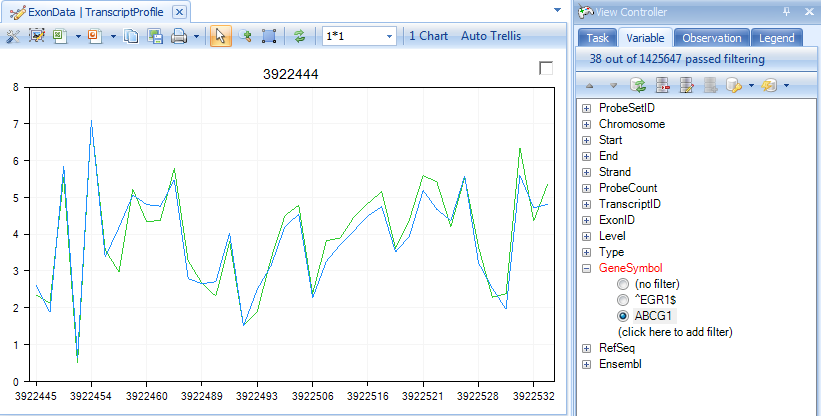 ExonData | TranscriptProfile
1*1
1 Chart
Auto Trellis
3922444
8
7
6
5
4
3
2
1
0
3922445 3922454 3922460 3922489 3922493 3922506 3922516 3922521 3922528 3922532
View Controller
Task Variable Observation Legend
38 out of 1425647 passed filtering
ProbeSetID
Chromosome
Start
End
Strand
ProbeCount
TranscriptID
ExonID
Level
Type
GeneSymbol
(no filter)
^EGR1$
ABCG1
(click here to add filter)
RefSeq
Ensembl